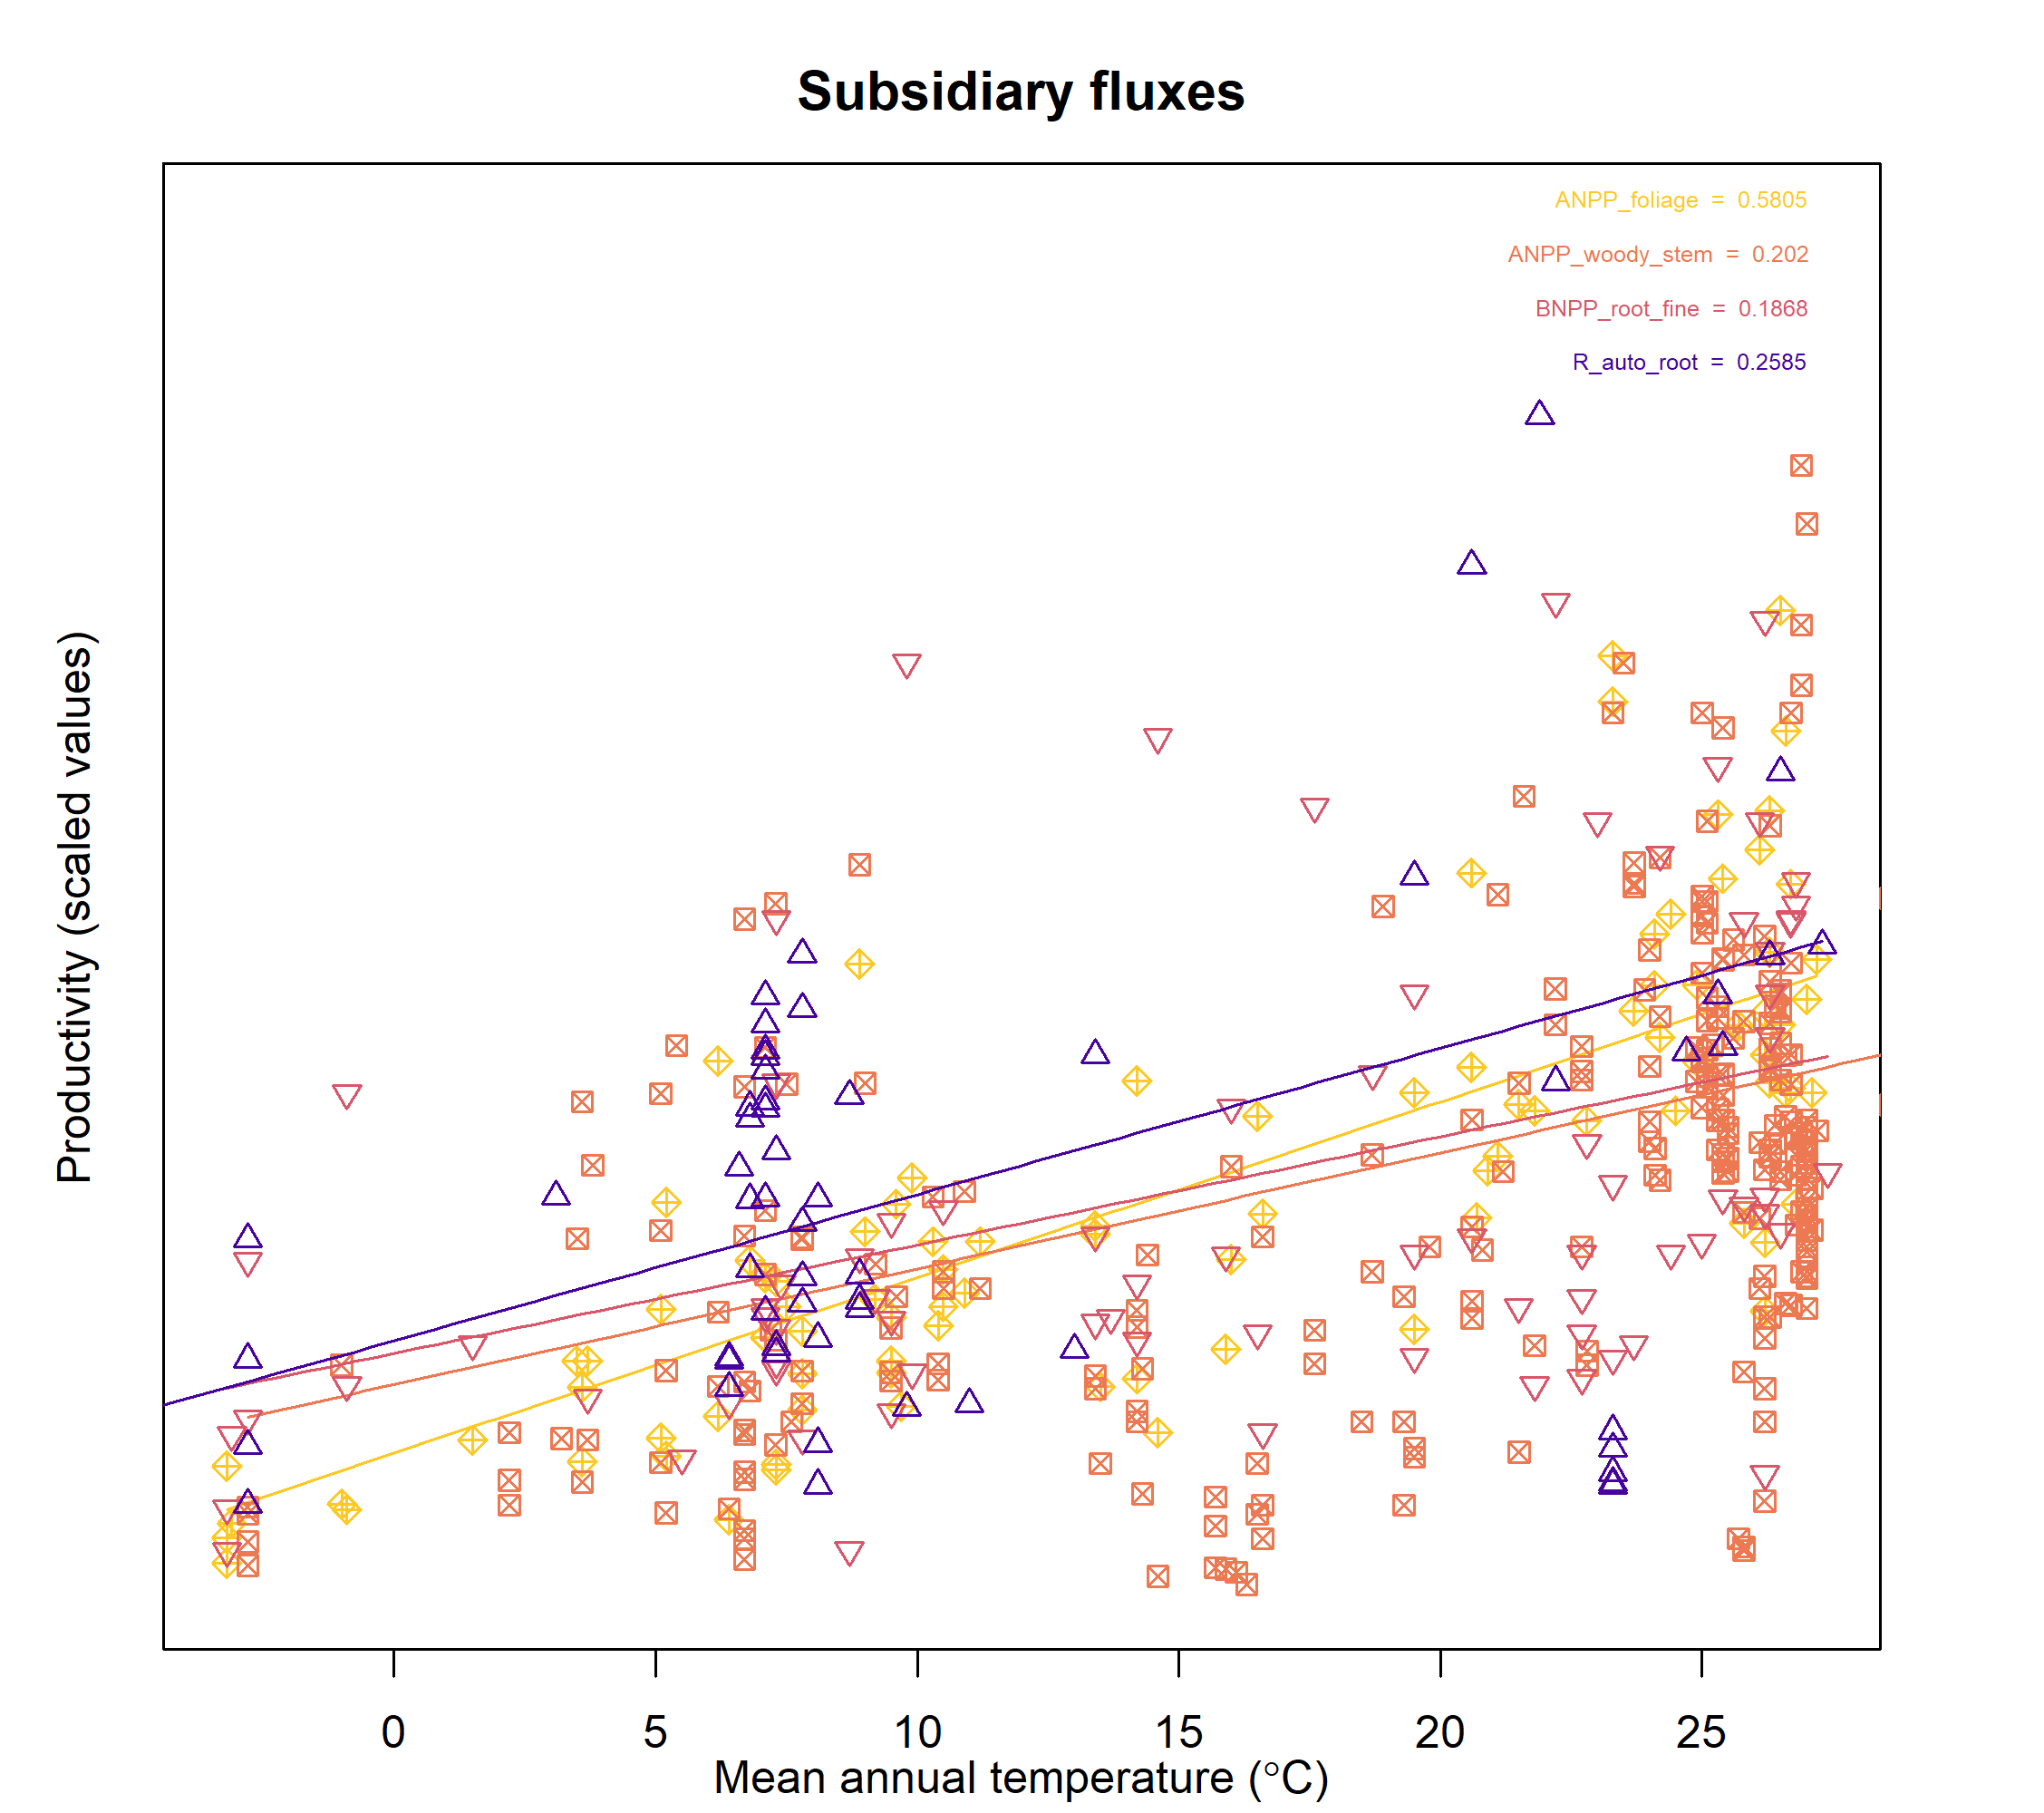 Subsidiary fluxes
ANPP_foliage = 0.5805
ANPP_woody_stem = 0.202
BNPP_root_fine = 0.1868
R_auto_root = 0.2585
Productivity (scaled values)
0 5 10 15 20 25
Mean annual temperature (°C)